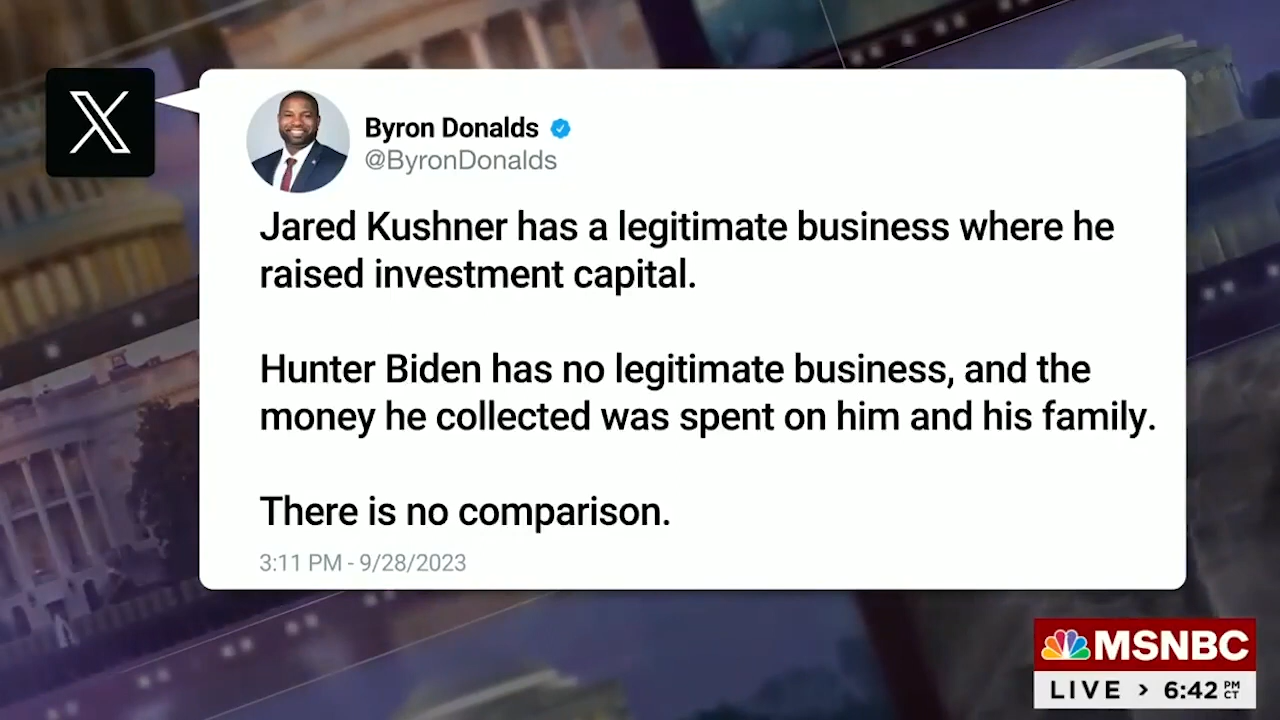 X
Byron Donalds
@ByronDonalds
Jared Kushner has a legitimate business where he
raised investment capital.
Hunter Biden has no legitimate business, and the
money he collected was spent on him and his family.
There is no comparison.
3:11 PM - 9/28/2023
MSNBC
LIVE > 6:42 PM CT